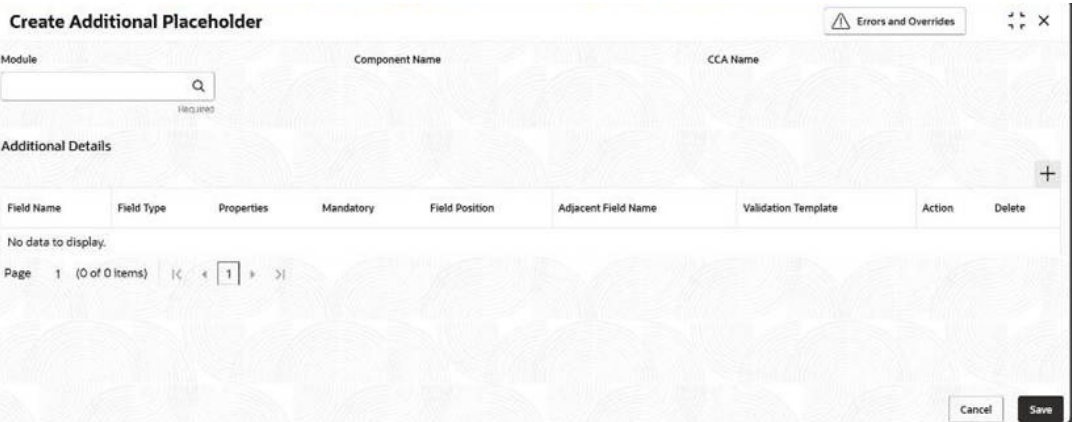 Create Additional Placeholder
Errors and Overrides
Module Component Name CCA Name
Required
Additional Details
Field Name Field Type Properties Mandatory Field Position Adjacent Field Name Validation Template Action Delete
No data to display.
Page 1 (0 of 0 items) 1
Cancel Save